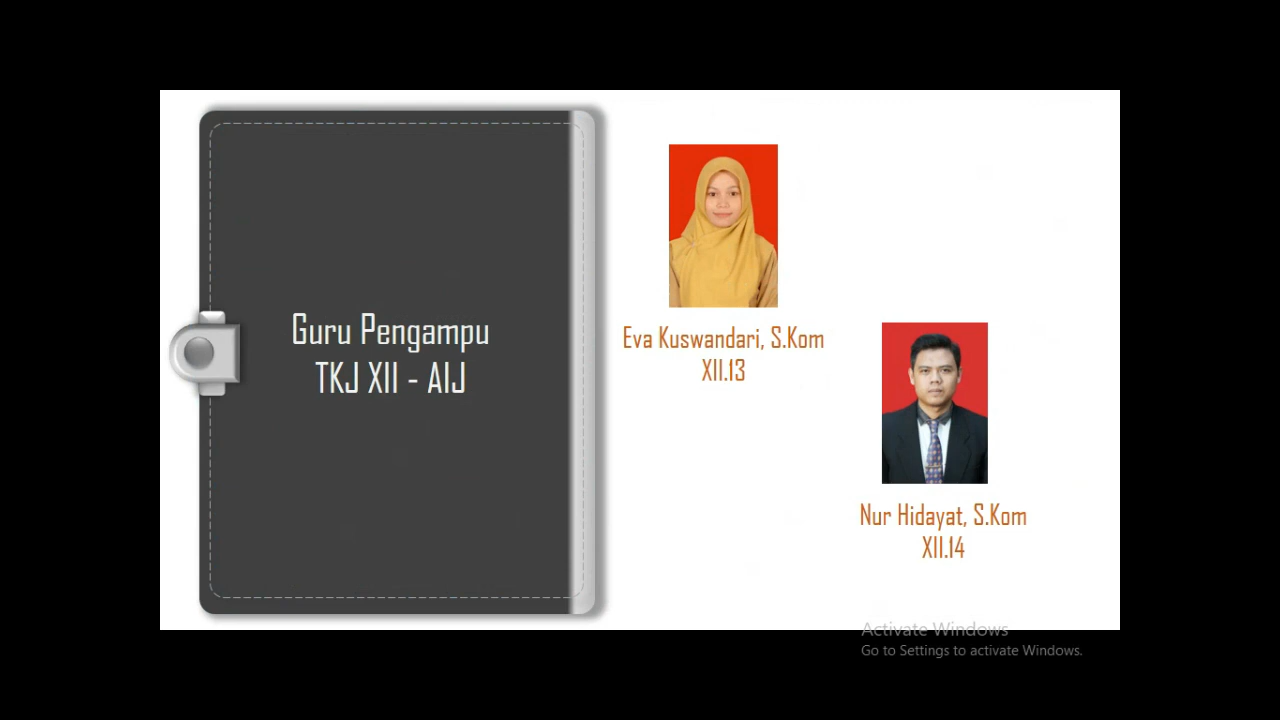 Guru Pengampu
TKJ XII - AIJ
Eva Kuswandari, S.Kom
XII.13
Nur Hidayat, S.Kom
XII.14
Activate Windows
Go to Settings to activate Windows.